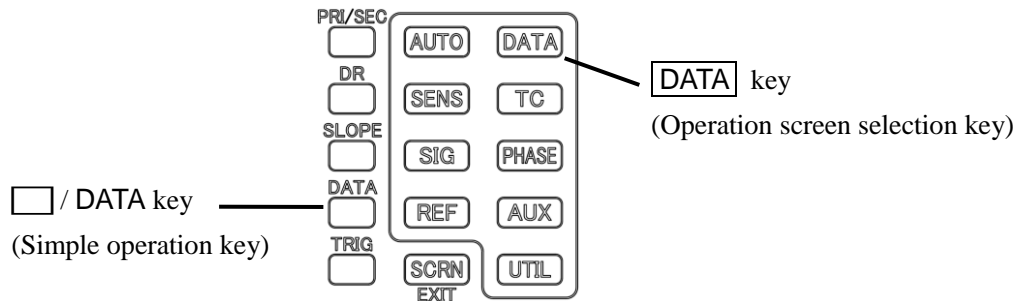 PRI/SEC
AUTO DATA
DATA key
(Operation screen selection key)
DR
SENS TC
SLOPE
SIG PHASE
DATA
/ DATA key
(Simple operation key)
REF AUX
TRIG
SCRN UTIL
EXIT